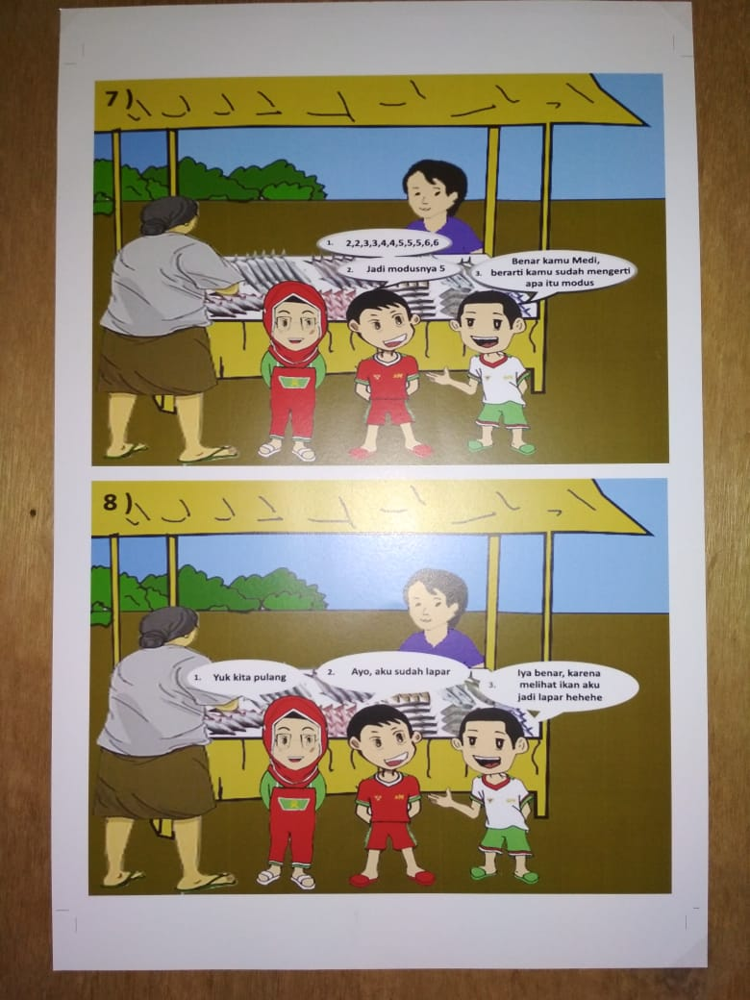 7)
1. 2,2,3,3,4,4,5,5,5,6,6
2. Jadi modusnya 5
3. Benar kamu Medi,
berarti kamu sudah mengerti
apa itu modus
8)
1. Yuk kita pulang
2. Ayo, aku sudah lapar
3. Iya benar, karena
melihat ikan aku
jadi lapar hehehe